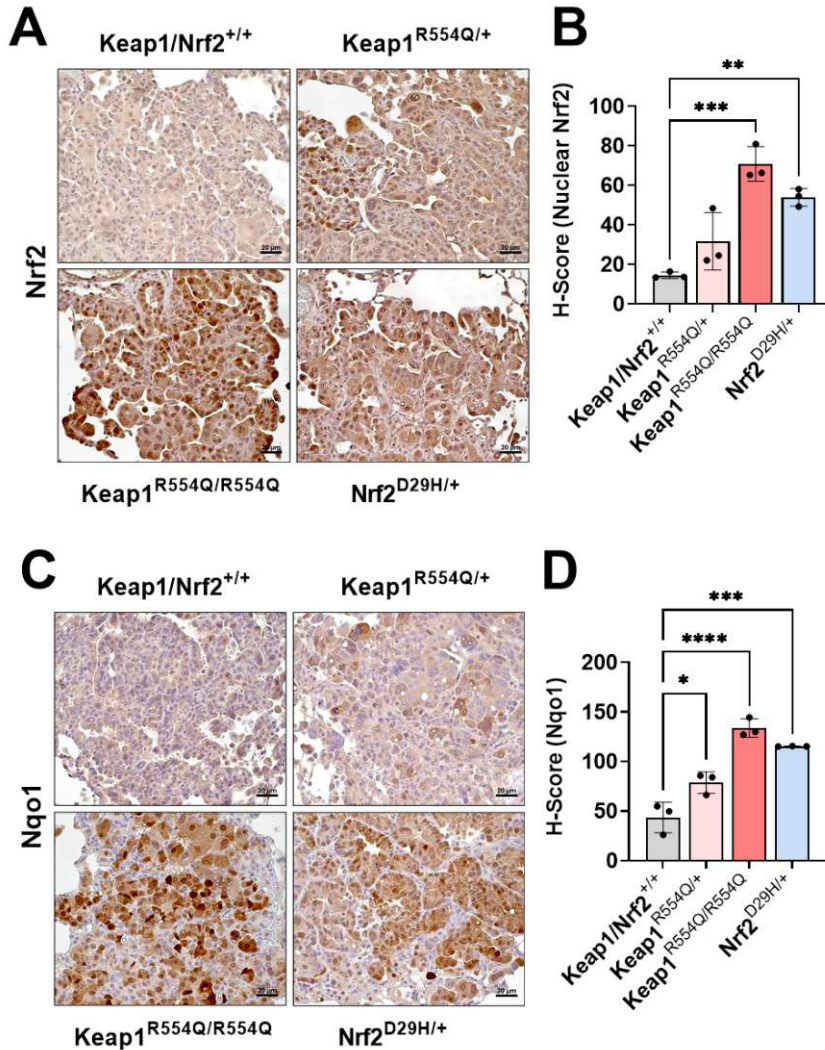 A
Keap1/Nrf2+/+
Keap1R554Q/+
Nrf2
20 µm
20 µm
20 µm
20 µm
Keap1R554Q/R554Q
Nrf2D29H/+
B
**
***
H-Score (Nuclear Nrf2)
100
80
60
40
20
0
Keap1/Nrf2+/+
Keap1R554Q/+
Keap1R554Q/R554Q
Nrf2D29H/+
C
Keap1/Nrf2+/+
Keap1R554Q/+
Nqo1
20 µm
20 µm
20 µm
20 µm
Keap1R554Q/R554Q
Nrf2D29H/+
D
***
****
*
H-Score (Nqo1)
200
150
100
50
0
Keap1/Nrf2+/+
Keap1R554Q/+
Keap1R554Q/R554Q
Nrf2D29H/+